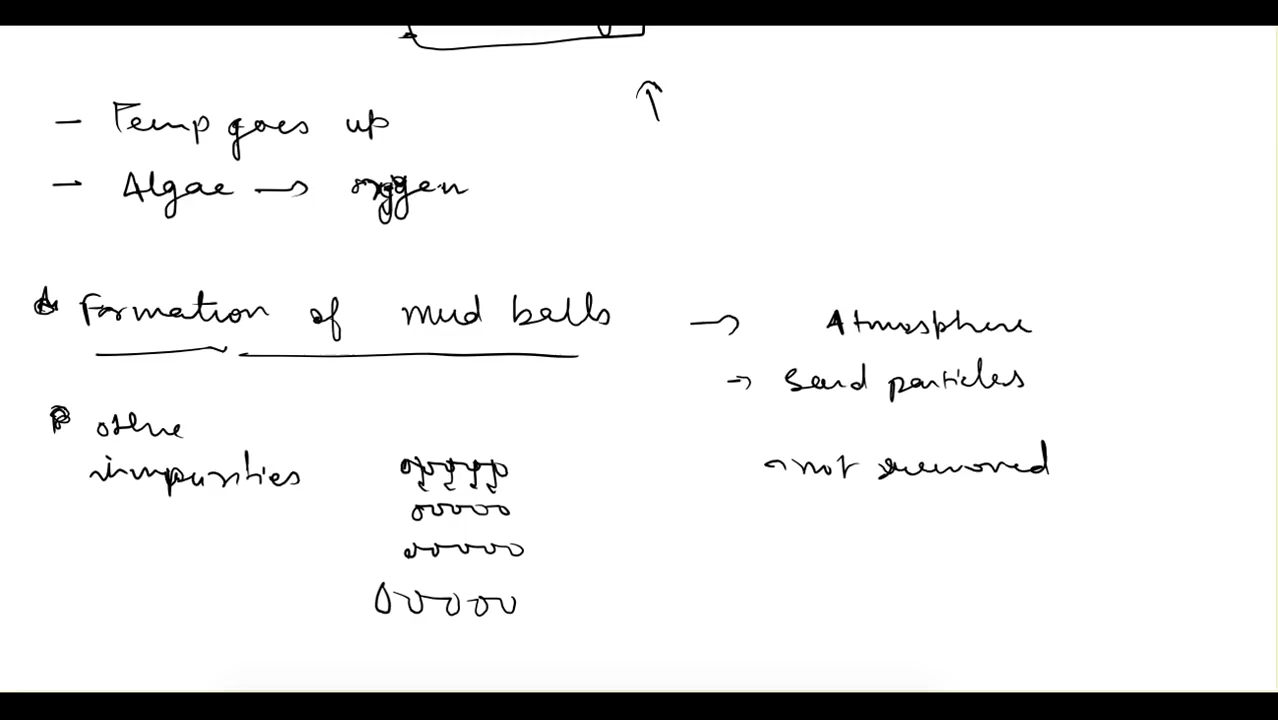 - Temp goes up
- Algae → oxygen
Formation of mud balls → Atmosphere
→ Sand particles
other
impurities
not removed